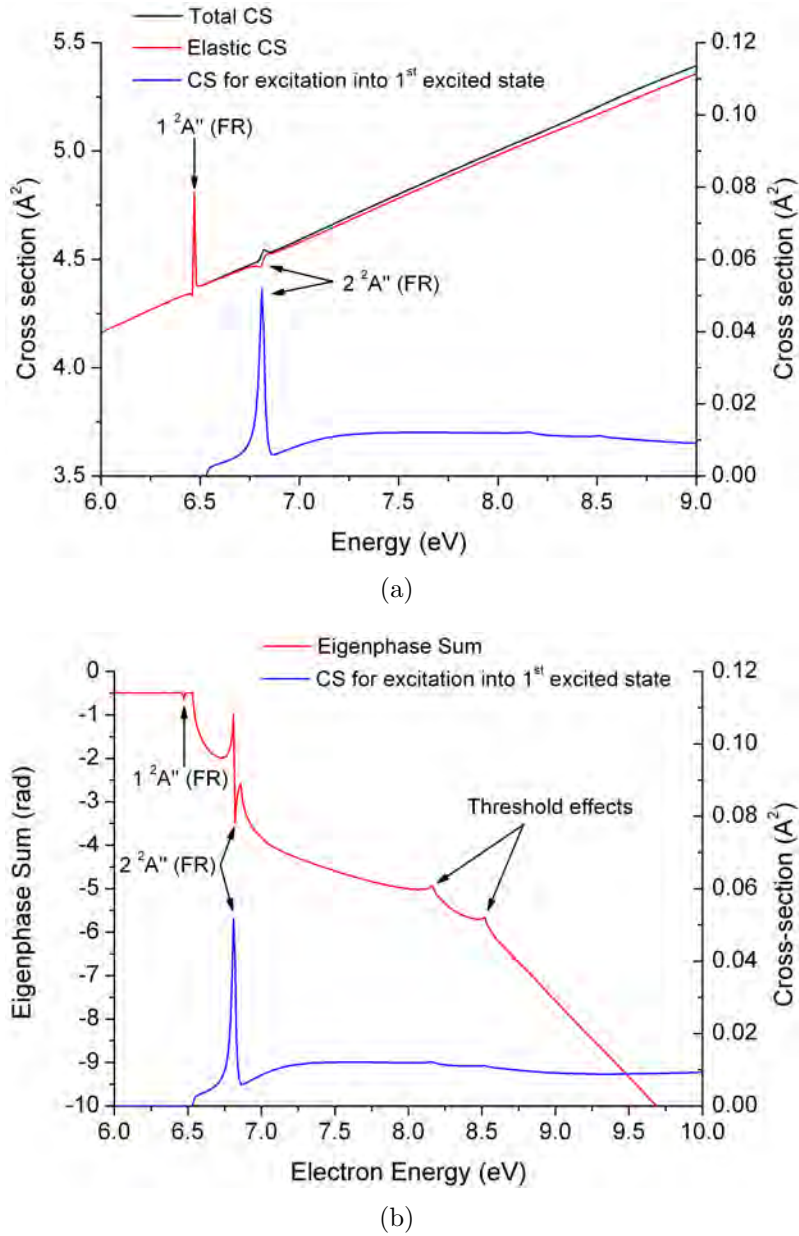 Total CS
Elastic CS
CS for excitation into 1st excited state
5.5
0.12
1 ²A" (FR)
0.10
5.0
0.08
4.5
0.06
2 ²A" (FR)
4.0
0.04
0.02
3.5
0.00
Cross section (Å²)
Cross section (Å²)
6.0 6.5 7.0 7.5 8.0 8.5 9.0
Energy (eV)
(a)
Eigenphase Sum
CS for excitation into 1st excited state
0
0.12
-1
0.10
-2
1 ²A" (FR)
-3
0.08
Threshold effects
-4
2 ²A" (FR)
-5
0.06
-6
-7
0.04
-8
0.02
-9
-10
0.00
Eigenphase Sum (rad)
Cross-section (Å²)
6.0 6.5 7.0 7.5 8.0 8.5 9.0 9.5 10.0
Electron Energy (eV)
(b)